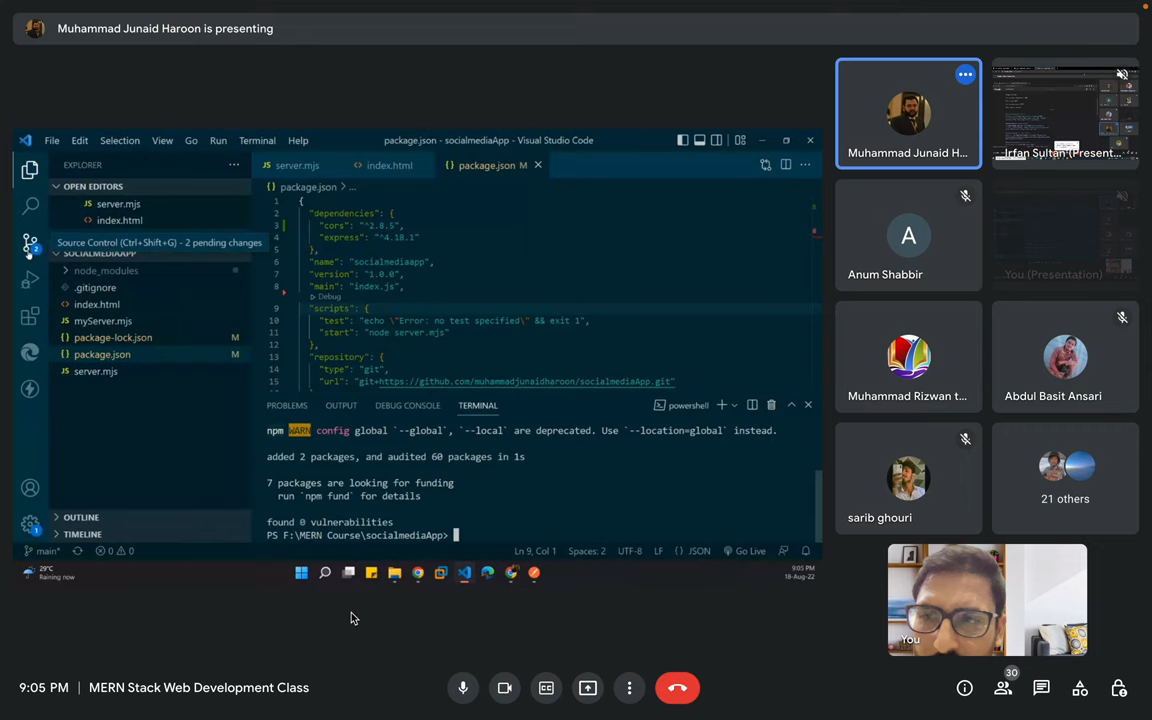 Muhammad Junaid Haroon is presenting
File Edit Selection View Go Run Terminal Help
package.json - socialmediaApp - Visual Studio Code
EXPLORER
OPEN EDITORS
server.mjs
index.html
Source Control (Ctrl+Shift+G) - 2 pending changes
2
SOCIALMEDIAAPP
node_modules
.gitignore
index.html
myServer.mjs
package-lock.json M
package.json M
server.mjs
OUTLINE
TIMELINE
1
server.mjs index.html package.json M
package.json > ...
1 {
2 "dependencies": {
3 "cors": "^2.8.5",
4 "express": "^4.18.1"
5 },
6 "name": "socialmediaapp",
7 "version": "1.0.0",
8 "main": "index.js",
Debug
9 "scripts": {
10 "test": "echo \"Error: no test specified\" && exit 1",
11 "start": "node server.mjs"
12 },
13 "repository": {
14 "type": "git",
15 "url": "git+https://github.com/muhammadjunaidharoon/socialmediaApp.git"
PROBLEMS OUTPUT DEBUG CONSOLE TERMINAL powershell
npm WARN config global `--global`, `--local` are deprecated. Use `--location=global` instead.
added 2 packages, and audited 60 packages in 1s
7 packages are looking for funding
run `npm fund` for details
found 0 vulnerabilities
PS F:\MERN Course\socialmediaApp>
main* 0 0 Ln 9, Col 1 Spaces: 2 UTF-8 LF {} JSON Go Live
29°C
Raining now
9:05 PM
18-Aug-22
Muhammad Junaid H...
Irfan Sultan (Present...
A
Anum Shabbir
You (Presentation)
Muhammad Rizwan t...
Abdul Basit Ansari
sarib ghouri
21 others
You
9:05 PM | MERN Stack Web Development Class
30